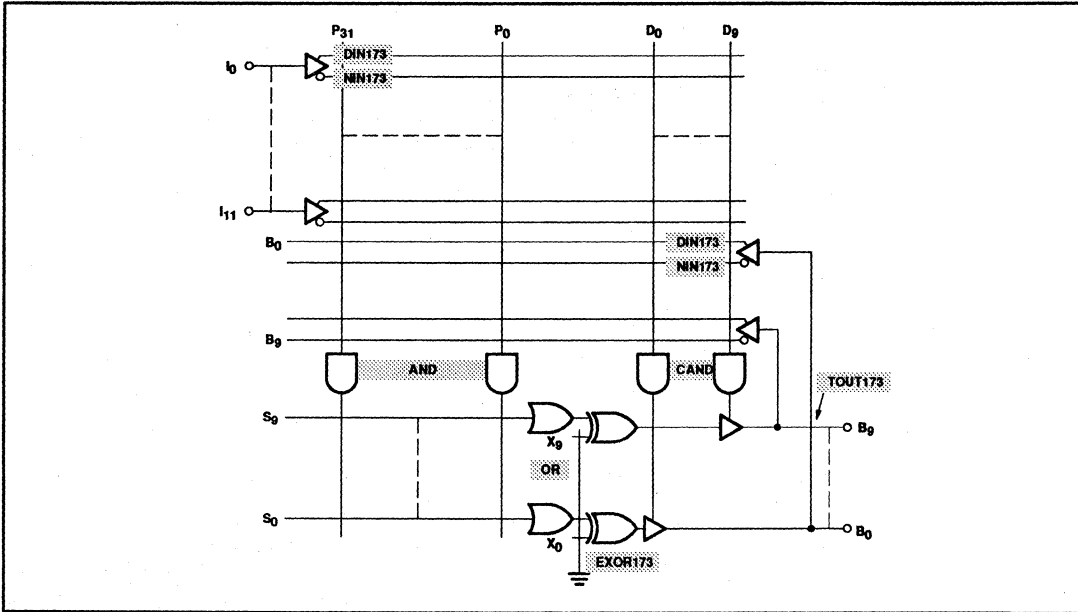 P31 P0 D0 D9
DIN173
I0
NIN173
I11
B0
DIN173
NIN173
B9
AND
CAND
TOUT173
S9
X9
B9
OR
S0
X0
B0
EXOR173